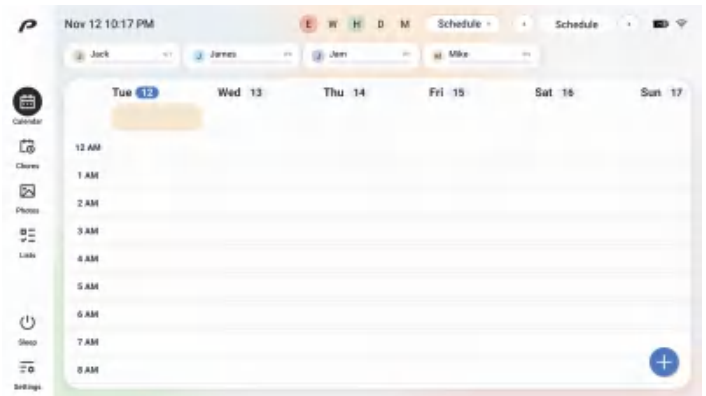 Nov 12 10:17 PM
E W H D M
Schedule
Schedule
J Jack
J James
J Jam
M Mike
Tue 12 Wed 13 Thu 14 Fri 15 Sat 16 Sun 17
Calendar
Chores
Photos
Lists
Sleep
Settings
12 AM
1 AM
2 AM
3 AM
4 AM
5 AM
6 AM
7 AM
8 AM